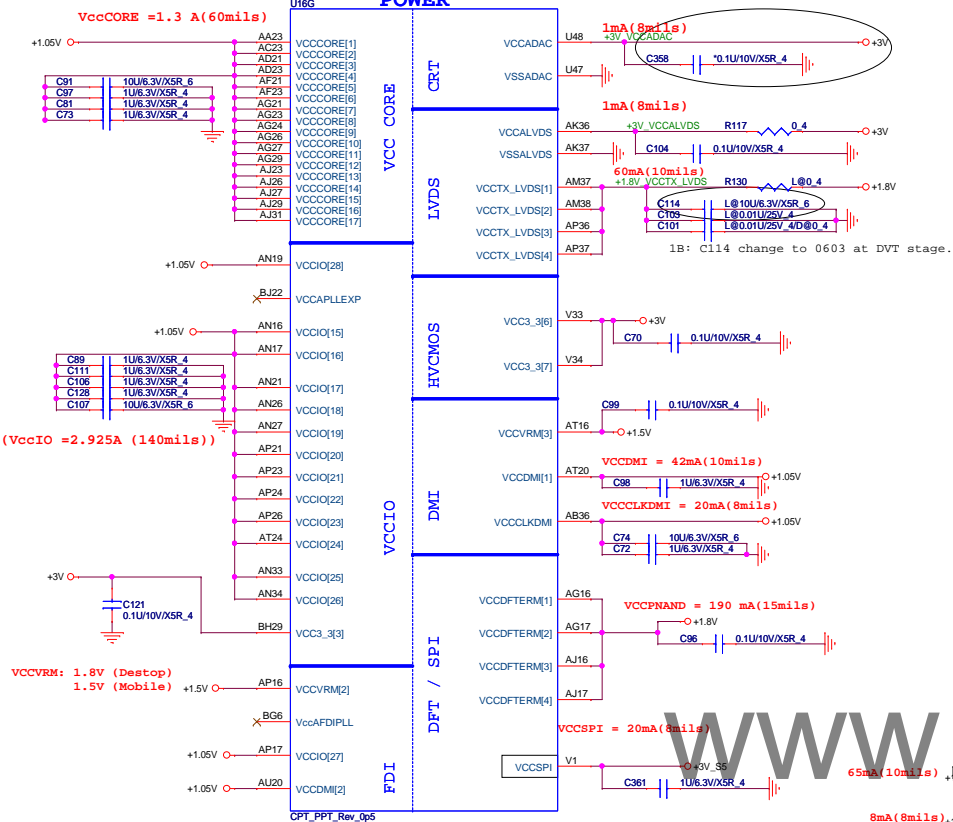 U16G
POWER
VccCORE =1.3 A(60mils)
+1.05V
AA23 VCCCORE[1]
AC23 VCCCORE[2]
AD21 VCCCORE[3]
AD23 VCCCORE[4]
AF21 VCCCORE[5]
AF23 VCCCORE[6]
AG21 VCCCORE[7]
AG23 VCCCORE[8]
AG24 VCCCORE[9]
AG26 VCCCORE[10]
AG27 VCCCORE[11]
AG29 VCCCORE[12]
AJ23 VCCCORE[13]
AJ26 VCCCORE[14]
AJ27 VCCCORE[15]
AJ29 VCCCORE[16]
AJ31 VCCCORE[17]
C91 10U/6.3V/X5R_6
C97 1U/6.3V/X5R_4
C81 1U/6.3V/X5R_4
C73 1U/6.3V/X5R_4
VCC CORE
+1.05V AN19 VCCIO[28]
BJ22 VCCAPLLEXP
+1.05V AN16 VCCIO[15]
AN17 VCCIO[16]
AN21 VCCIO[17]
AN26 VCCIO[18]
AN27 VCCIO[19]
AP21 VCCIO[20]
AP23 VCCIO[21]
AP24 VCCIO[22]
AP26 VCCIO[23]
AT24 VCCIO[24]
AN33 VCCIO[25]
AN34 VCCIO[26]
BH29 VCC3_3[3]
C89 1U/6.3V/X5R_4
C111 1U/6.3V/X5R_4
C106 1U/6.3V/X5R_4
C128 1U/6.3V/X5R_4
C107 10U/6.3V/X5R_6
(VccIO =2.925A (140mils))
VCCIO
+3V
C121
0.1U/10V/X5R_4
VCCVRM: 1.8V (Destop)
1.5V (Mobile)
+1.5V AP16 VCCVRM[2]
BG6 VccAFDIPLL
+1.05V AP17 VCCIO[27]
+1.05V AU20 VCCDMI[2]
FDI
CPT_PPT_Rev_0p5
CRT
1mA(8mils)
VCCADAC U48 +3V_VCCADAC +3V
C358 *0.1U/10V/X5R_4
VSSADAC U47
LVDS
1mA(8mils)
VCCALVDS AK36 +3V_VCCALVDS R117 0_4 +3V
VSSALVDS AK37 C104 0.1U/10V/X5R_4
60mA(10mils)
VCCTX_LVDS[1] AM37 +1.8V_VCCTX_LVDS R130 L@0_4 +1.8V
VCCTX_LVDS[2] AM38
VCCTX_LVDS[3] AP36
VCCTX_LVDS[4] AP37
C114 L@10U/6.3V/X5R_6
C103 L@0.01U/25V_4
C101 L@0.01U/25V_4/D@0_4
1B: C114 change to 0603 at DVT stage.
HVCMOS
VCC3_3[6] V33 +3V
C70 0.1U/10V/X5R_4
VCC3_3[7] V34
DMI
C99 0.1U/10V/X5R_4
VCCVRM[3] AT16 +1.5V
VCCDMI = 42mA(10mils)
VCCDMI[1] AT20 +1.05V
C98 1U/6.3V/X5R_4
VCCCLKDMI = 20mA(8mils)
VCCCLKDMI AB36 +1.05V
C74 10U/6.3V/X5R_6
C72 1U/6.3V/X5R_4
DFT / SPI
VCCDFTERM[1] AG16
VCCDFTERM[2] AG17
VCCDFTERM[3] AJ16
VCCDFTERM[4] AJ17
VCCPNAND = 190 mA(15mils)
+1.8V
C96 0.1U/10V/X5R_4
VCCSPI = 20mA(8mils)
VCCSPI V1 +3V_S5
C361 1U/6.3V/X5R_4
www
65mA(10mils)
8mA(8mils)